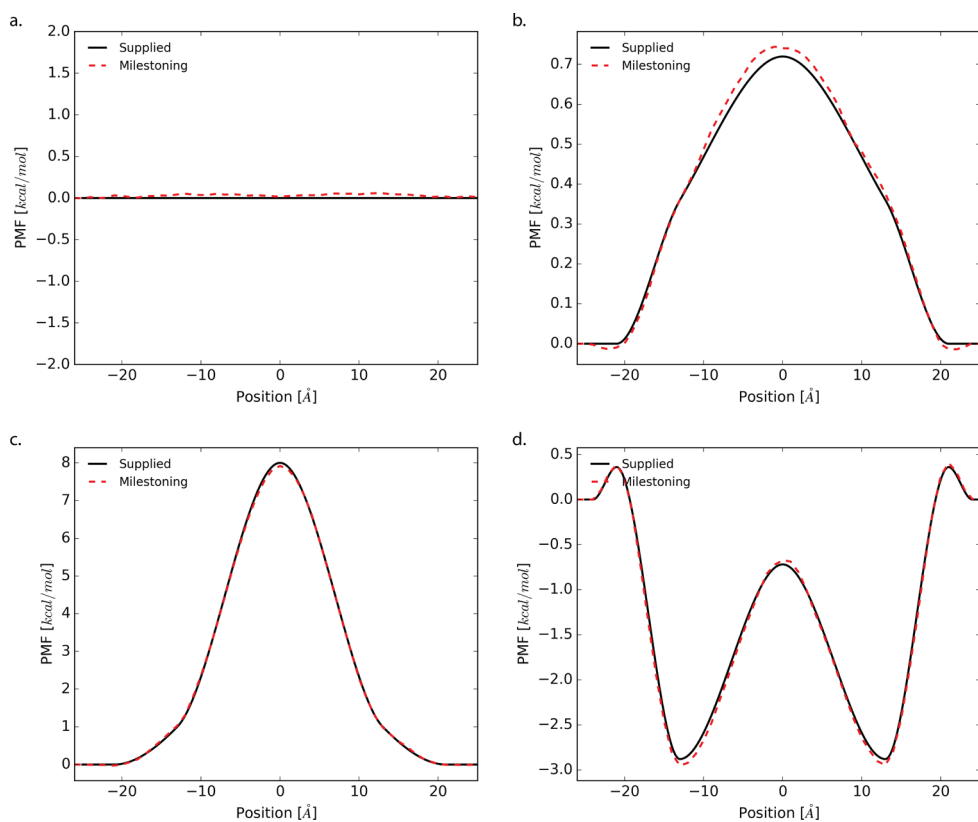 a.
2.0
1.5
1.0
0.5
0.0
−0.5
−1.0
−1.5
−2.0
PMF [kcal/mol]
Supplied
Milestoning
−20 −10 0 10 20
Position [Å]
b.
0.7
0.6
0.5
0.4
0.3
0.2
0.1
0.0
PMF [kcal/mol]
Supplied
Milestoning
−20 −10 0 10 20
Position [Å]
c.
8
7
6
5
4
3
2
1
0
PMF [kcal/mol]
Supplied
Milestoning
−20 −10 0 10 20
Position [Å]
d.
0.5
0.0
−0.5
−1.0
−1.5
−2.0
−2.5
−3.0
PMF [kcal/mol]
Supplied
Milestoning
−20 −10 0 10 20
Position [Å]